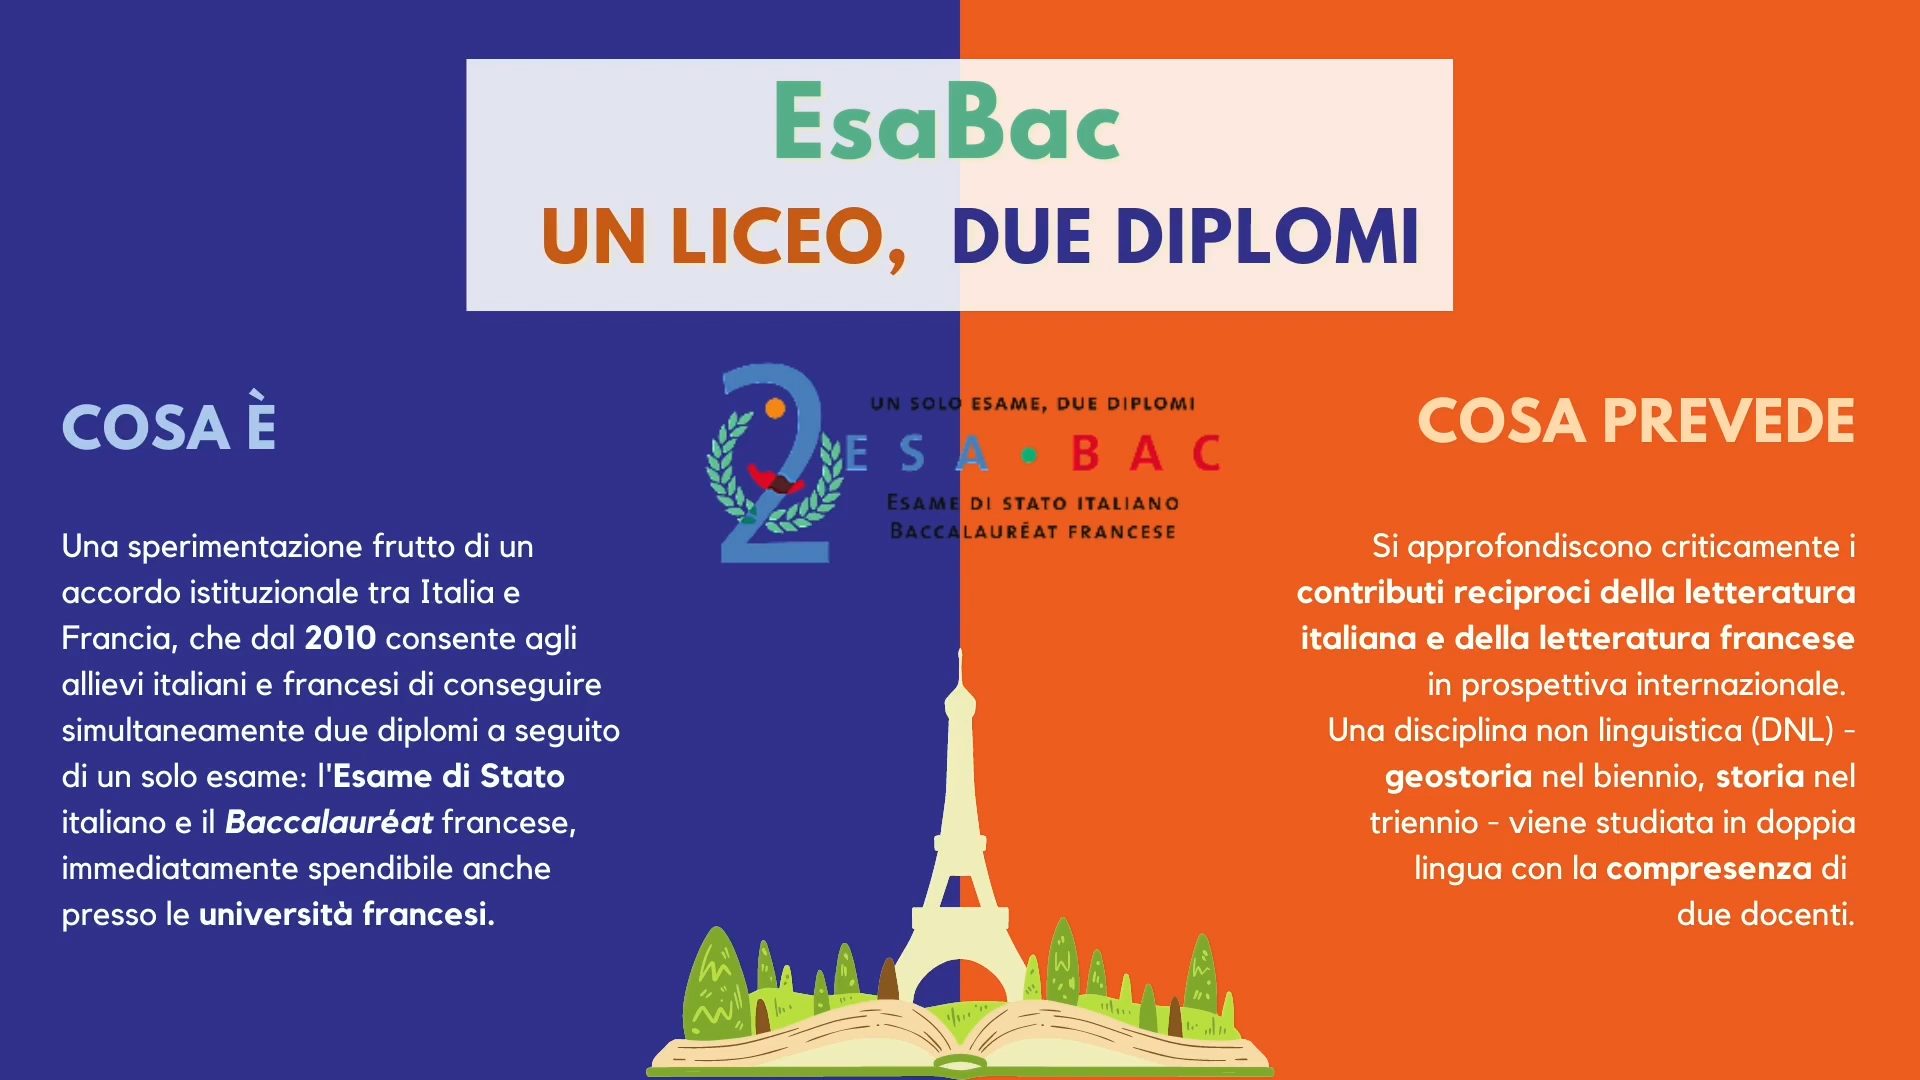 EsaBac
UN LICEO, DUE DIPLOMI
UN SOLO ESAME, DUE DIPLOMI
ESA • BAC
ESAME DI STATO ITALIANO
BACCALAURÉAT FRANCESE
COSA È
Una sperimentazione frutto di un
accordo istituzionale tra Italia e
Francia, che dal 2010 consente agli
allievi italiani e francesi di conseguire
simultaneamente due diplomi a seguito
di un solo esame: l'Esame di Stato
italiano e il Baccalauréat francese,
immediatamente spendibile anche
presso le università francesi.
COSA PREVEDE
Si approfondiscono criticamente i
contributi reciproci della letteratura
italiana e della letteratura francese
in prospettiva internazionale.
Una disciplina non linguistica (DNL) -
geostoria nel biennio, storia nel
triennio - viene studiata in doppia
lingua con la compresenza di
due docenti.